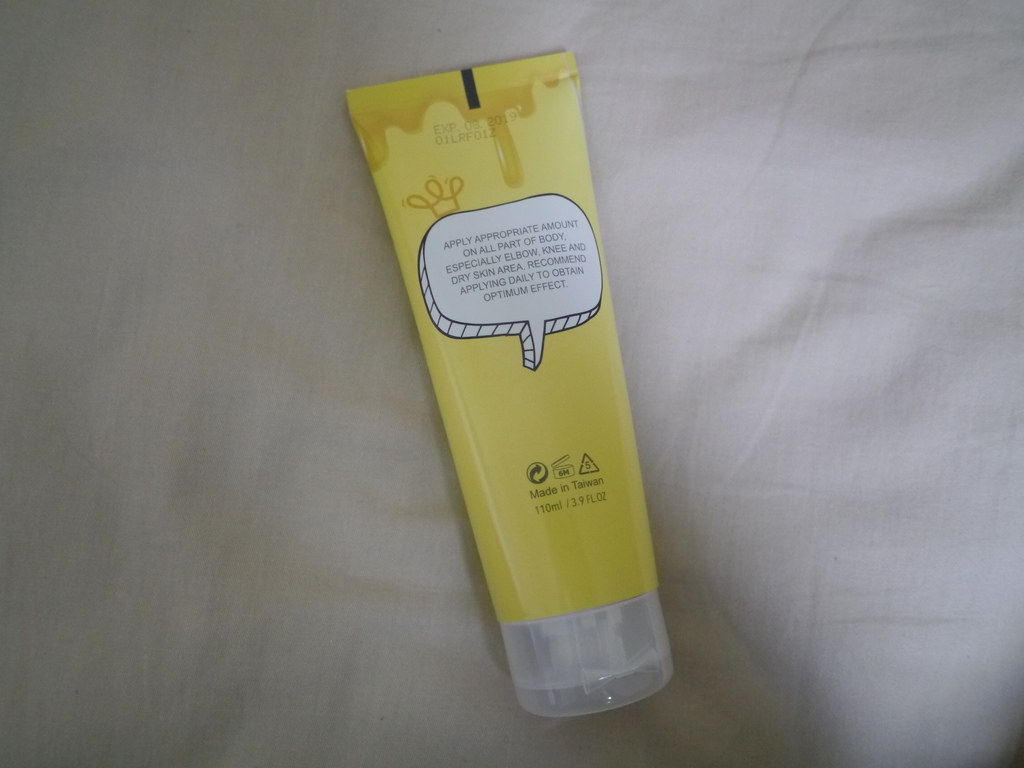 EXP. 03 2019
01LRF01Z
APPLY APPROPRIATE AMOUNT
ON ALL PART OF BODY,
ESPECIALLY ELBOW, KNEE AND
DRY SKIN AREA. RECOMMEND
APPLYING DAILY TO OBTAIN
OPTIMUM EFFECT.
6M
5
Made in Taiwan
110ml / 3.9 FL.OZ